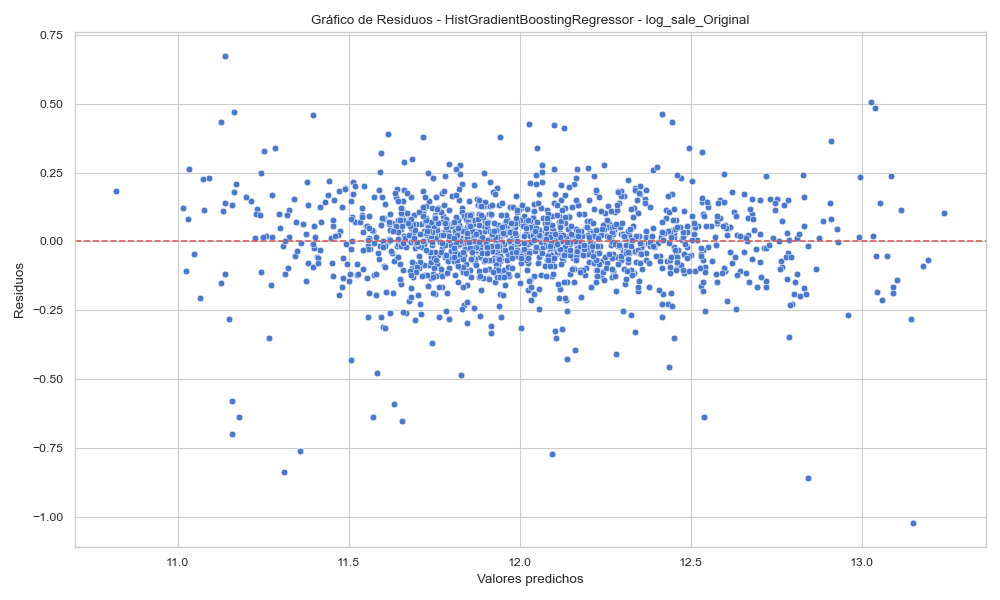 Gráfico de Residuos - HistGradientBoostingRegressor - log_sale_Original
0.75
0.50
0.25
0.00
−0.25
−0.50
−0.75
−1.00
Residuos
11.0 11.5 12.0 12.5 13.0
Valores predichos